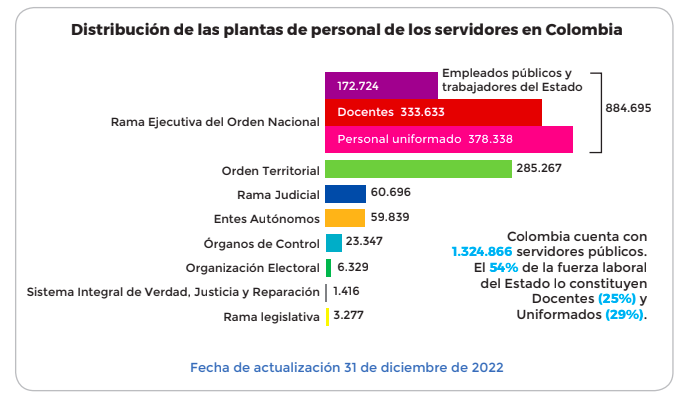 Distribución de las plantas de personal de los servidores en Colombia
172.724
Empleados públicos y
trabajadores del Estado
Rama Ejecutiva del Orden Nacional
Docentes 333.633
884.695
Personal uniformado 378.338
Orden Territorial
285.267
Rama Judicial
60.696
Entes Autónomos
59.839
Órganos de Control
23.347
Organización Electoral
6.329
Sistema Integral de Verdad, Justicia y Reparación
1.416
Rama legislativa
3.277
Colombia cuenta con
1.324.866 servidores públicos.
El 54% de la fuerza laboral
del Estado lo constituyen
Docentes (25%) y
Uniformados (29%).
Fecha de actualización 31 de diciembre de 2022